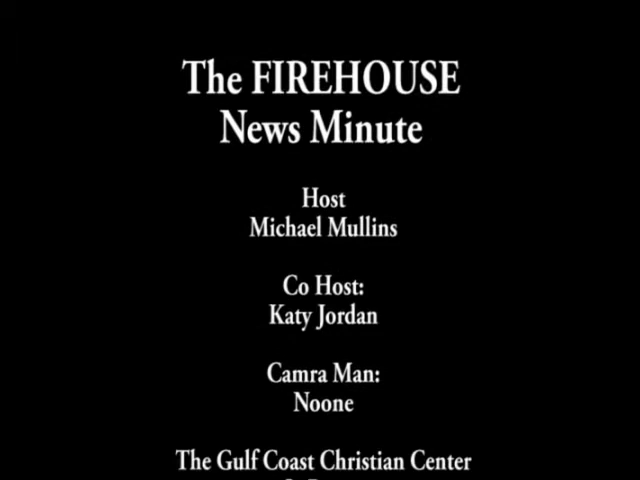 The FIREHOUSE
News Minute
Host
Michael Mullins
Co Host:
Katy Jordan
Camra Man:
Noone
The Gulf Coast Christian Center